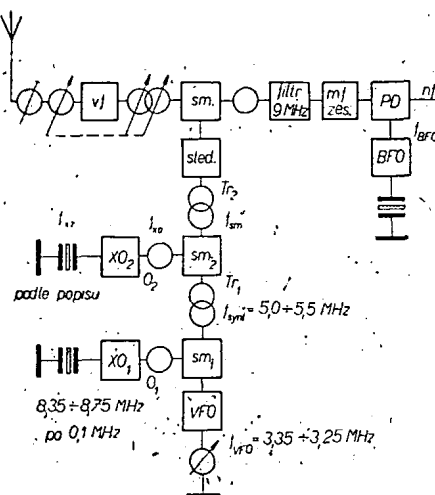 vf
sm.
filtr
9 MHz
mf
zes.
PD
nf
f_BFO
BFO
sled.
Tr₂
f_sm
f_xz
f_xo
XO₂
O₂
sm₂
podle popisu
Tr₁
f_synt = 5,0 ÷ 5,5 MHz
XO₁
O₁
sm₁
8,35 ÷ 8,75 MHz
po 0,1 MHz
VFO
f_VFO = 3,35 ÷ 3,25 MHz